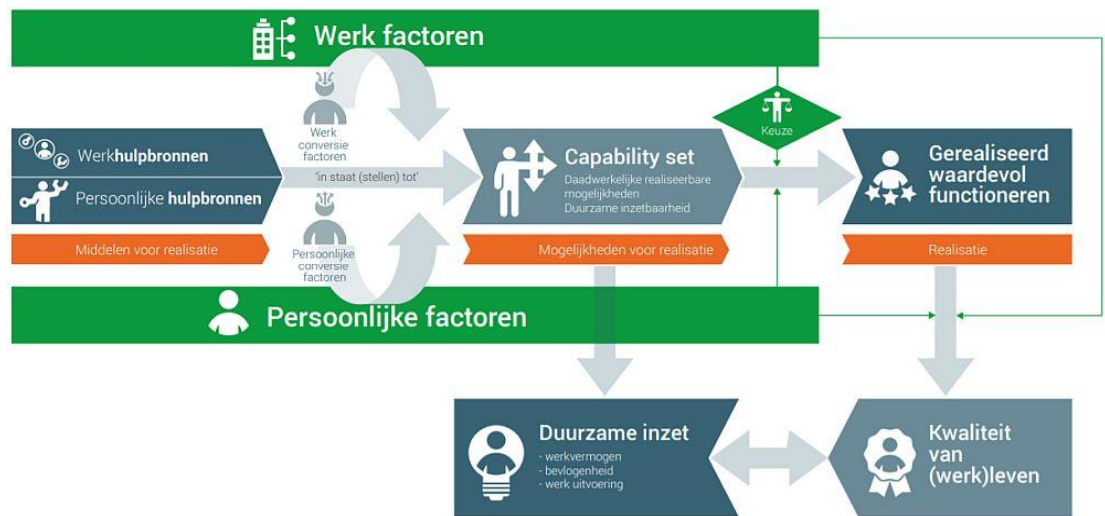 Werk factoren
Werk
conversie
factoren
Keuze
Werkhulpbronnen
Persoonlijke hulpbronnen
'in staat (stellen) tot'
Capability set
Daadwerkelijke realiseerbare
mogelijkheden
Duurzame inzetbaarheid
Gerealiseerd
waardevol
functioneren
Middelen voor realisatie
Persoonlijke
conversie
factoren
Mogelijkheden voor realisatie
Realisatie
Persoonlijke factoren
Duurzame inzet
- werkvermogen
- bevlogenheid
- werk uitvoering
Kwaliteit
van
(werk)leven